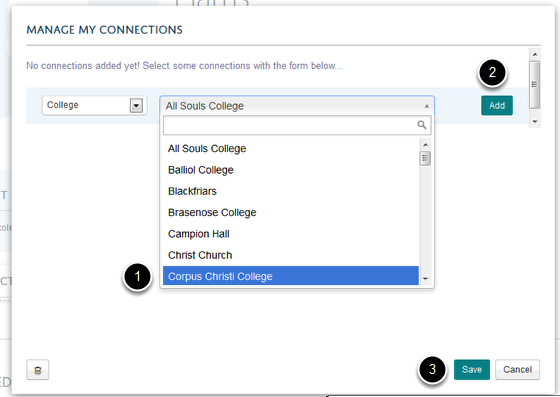 MANAGE MY CONNECTIONS
No connections added yet! Select some connections with the form below...
2
College
All Souls College
Add
All Souls College
Balliol College
Blackfriars
Brasenose College
Campion Hall
Christ Church
1
Corpus Christi College
3
Save
Cancel